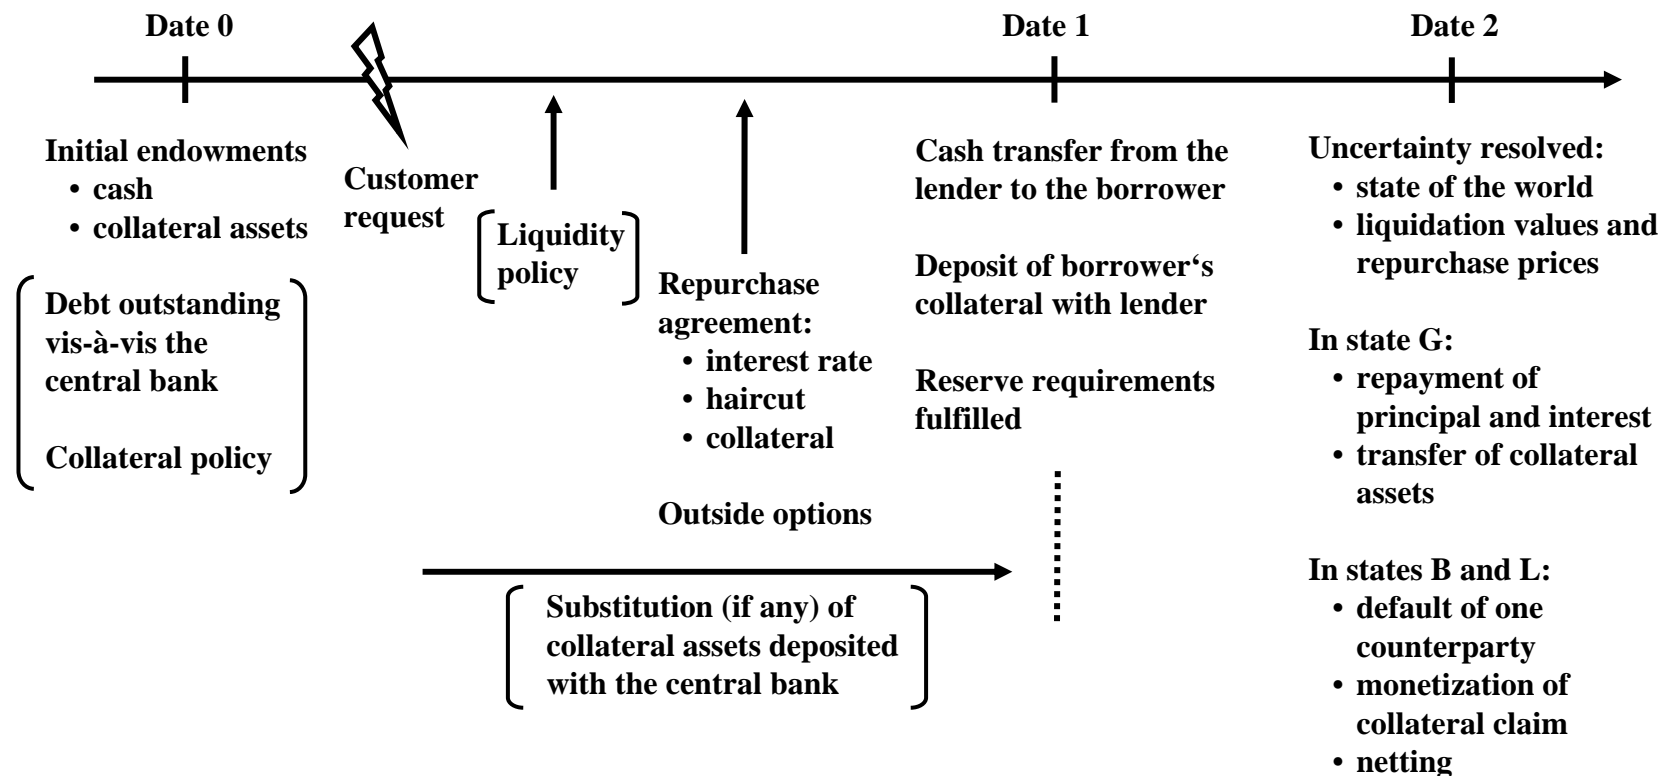 Date 0
Date 1
Date 2
Initial endowments
• cash
• collateral assets
Debt outstanding
vis-à-vis the
central bank
Collateral policy
Customer
request
Liquidity
policy
Repurchase
agreement:
• interest rate
• haircut
• collateral
Outside options
Substitution (if any) of
collateral assets deposited
with the central bank
Cash transfer from the
lender to the borrower
Deposit of borrower‘s
collateral with lender
Reserve requirements
fulfilled
Uncertainty resolved:
• state of the world
• liquidation values and
repurchase prices
In state G:
• repayment of
principal and interest
• transfer of collateral
assets
In states B and L:
• default of one
counterparty
• monetization of
collateral claim
• netting